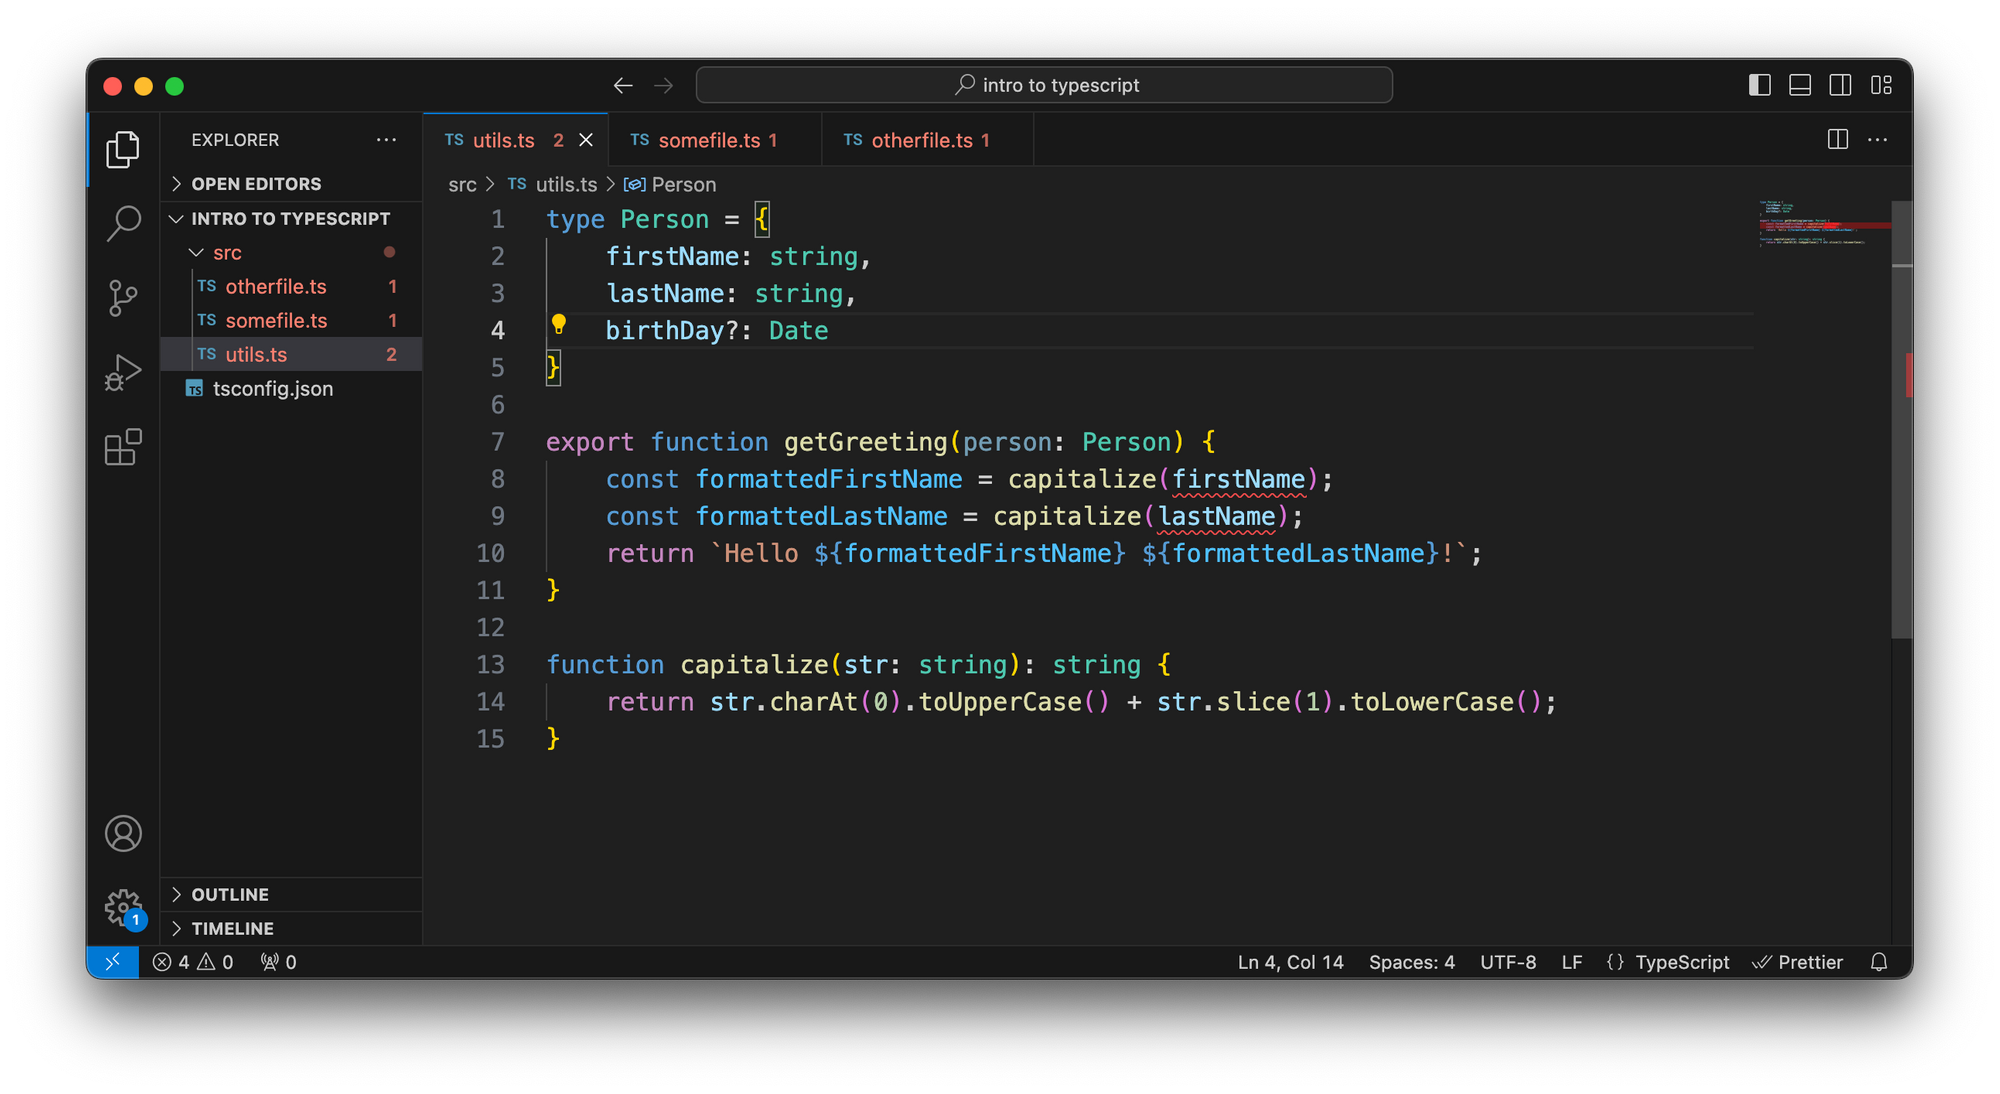 intro to typescript
EXPLORER ···
OPEN EDITORS
INTRO TO TYPESCRIPT
src
TS otherfile.ts 1
TS somefile.ts 1
TS utils.ts 2
TS tsconfig.json
OUTLINE
TIMELINE
1
TS utils.ts 2
TS somefile.ts 1
TS otherfile.ts 1
src > TS utils.ts > Person
1 type Person = {
2     firstName: string,
3     lastName: string,
4     birthDay?: Date
5 }
6
7 export function getGreeting(person: Person) {
8     const formattedFirstName = capitalize(firstName);
9     const formattedLastName = capitalize(lastName);
10     return `Hello ${formattedFirstName} ${formattedLastName}!`;
11 }
12
13 function capitalize(str: string): string {
14     return str.charAt(0).toUpperCase() + str.slice(1).toLowerCase();
15 }
4 0 0
Ln 4, Col 14 Spaces: 4 UTF-8 LF {} TypeScript Prettier